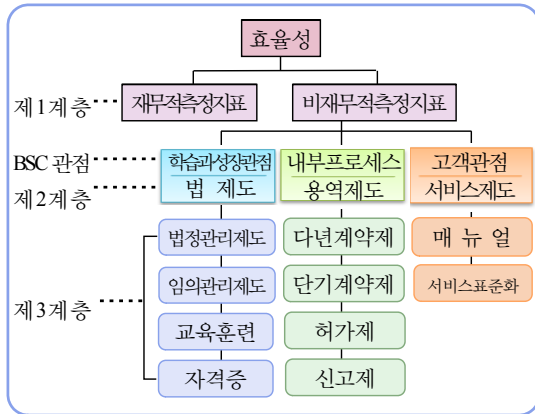 효율성
제1계층 재무적측정지표 비재무적측정지표
BSC 관점 학습과성장관점 내부프로세스 고객관점
제2계층 법 제도 용역제도 서비스제도
법정관리제도 다년계약제 매 뉴 얼
임의관리제도 단기계약제 서비스표준화
제3계층
교육훈련 허가제
자격증 신고제